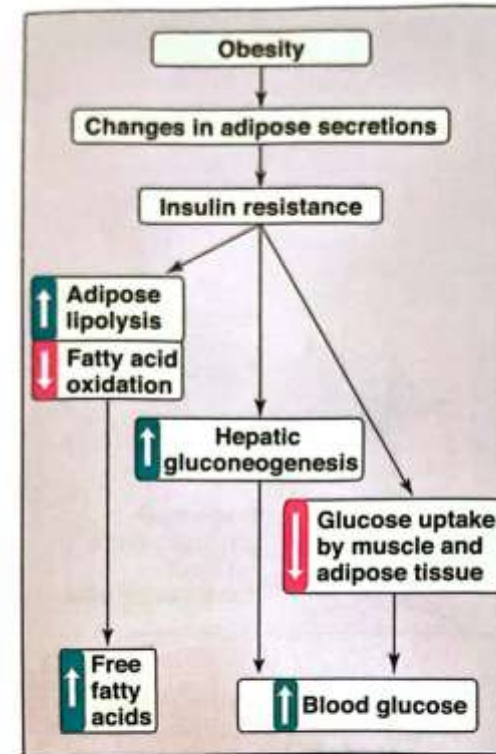 Obesity
Changes in adipose secretions
Insulin resistance
Adipose
lipolysis
Fatty acid
oxidation
Hepatic
gluconeogenesis
Glucose uptake
by muscle and
adipose tissue
Free
fatty
acids
Blood glucose